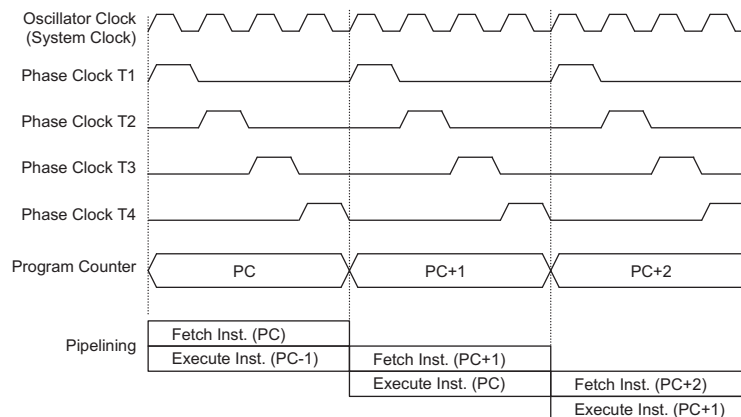 Oscillator Clock
(System Clock)
Phase Clock T1
Phase Clock T2
Phase Clock T3
Phase Clock T4
Program Counter
PC
PC+1
PC+2
Pipelining
Fetch Inst. (PC)
Execute Inst. (PC-1)
Fetch Inst. (PC+1)
Execute Inst. (PC)
Fetch Inst. (PC+2)
Execute Inst. (PC+1)